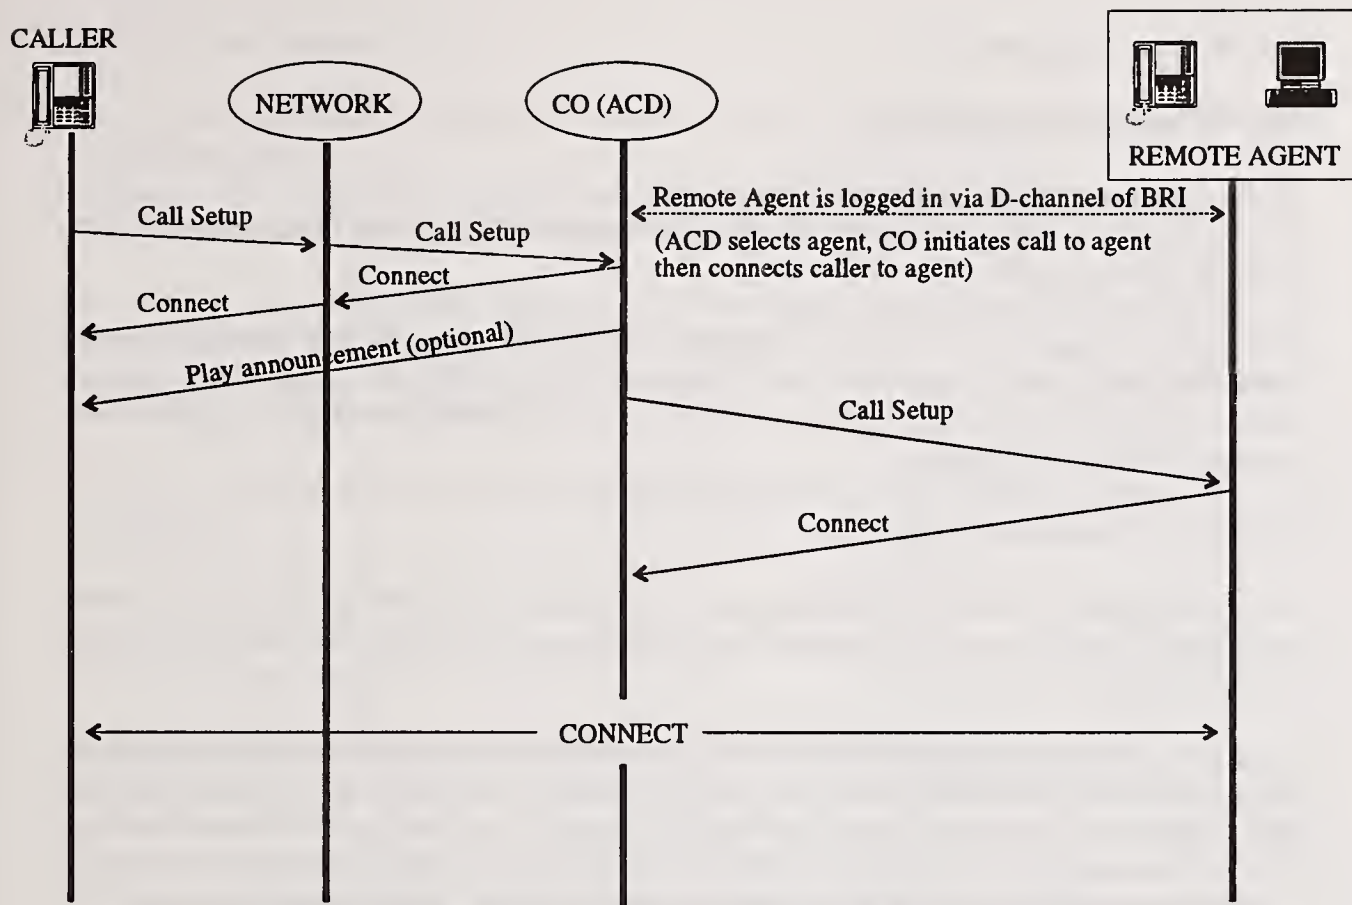 CALLER
NETWORK
CO (ACD)
REMOTE AGENT
Remote Agent is logged in via D-channel of BRI
(ACD selects agent, CO initiates call to agent
then connects caller to agent)
Call Setup
Call Setup
Connect
Connect
Play announcement (optional)
Call Setup
Connect
CONNECT